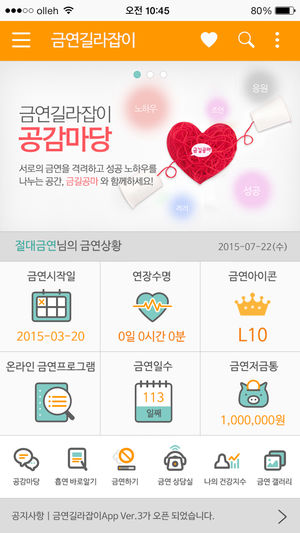 olleh 오전 10:45 80%
금연길라잡이
응원
노하우
금연
금연길라잡이
공감마당
금길공마
서로의 금연을 격려하고 성공 노하우를
나누는 공간, 금길공마 와 함께하세요!
성공
격려
절대금연님의 금연상황 2015-07-22(수)
금연시작일 연장수명 금연아이콘
2015-03-20 0일 0시간 0분 L10
온라인 금연프로그램 금연일수 금연저금통
113
일째
1,000,000원
공감마당 흡연 바로알기 금연하기 금연 상담실 나의 건강지수 금연 갤러리
공지사항 | 금연길라잡이App Ver.3가 오픈 되었습니다.